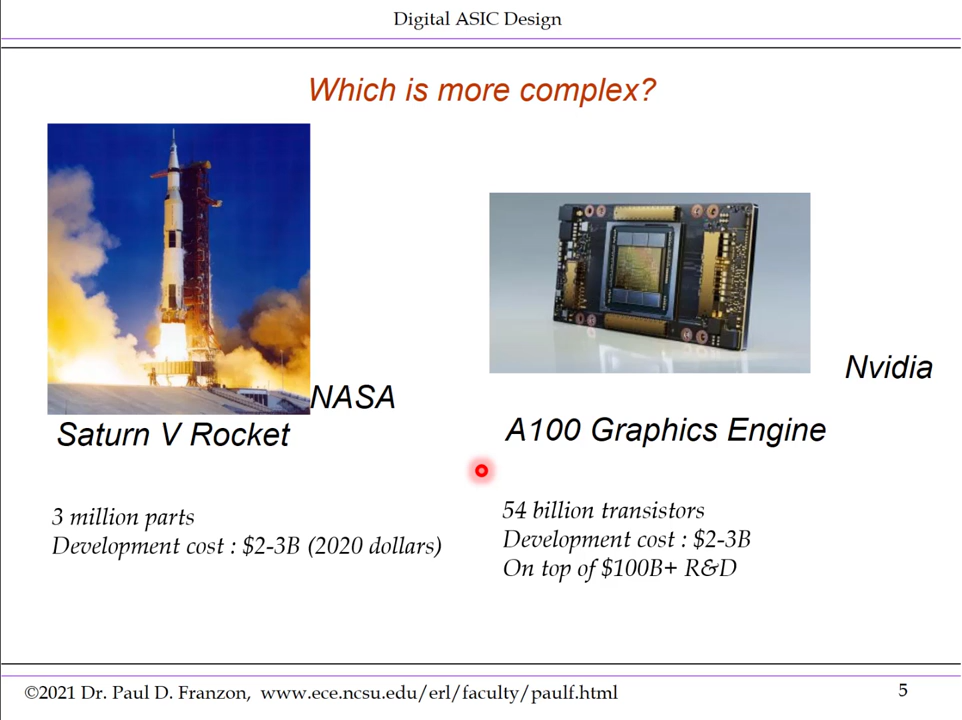 Digital ASIC Design
Which is more complex?
NASA
Saturn V Rocket
3 million parts
Development cost : $2-3B (2020 dollars)
Nvidia
A100 Graphics Engine
54 billion transistors
Development cost : $2-3B
On top of $100B+ R&D
©2021 Dr. Paul D. Franzon, www.ece.ncsu.edu/erl/faculty/paulf.html
5